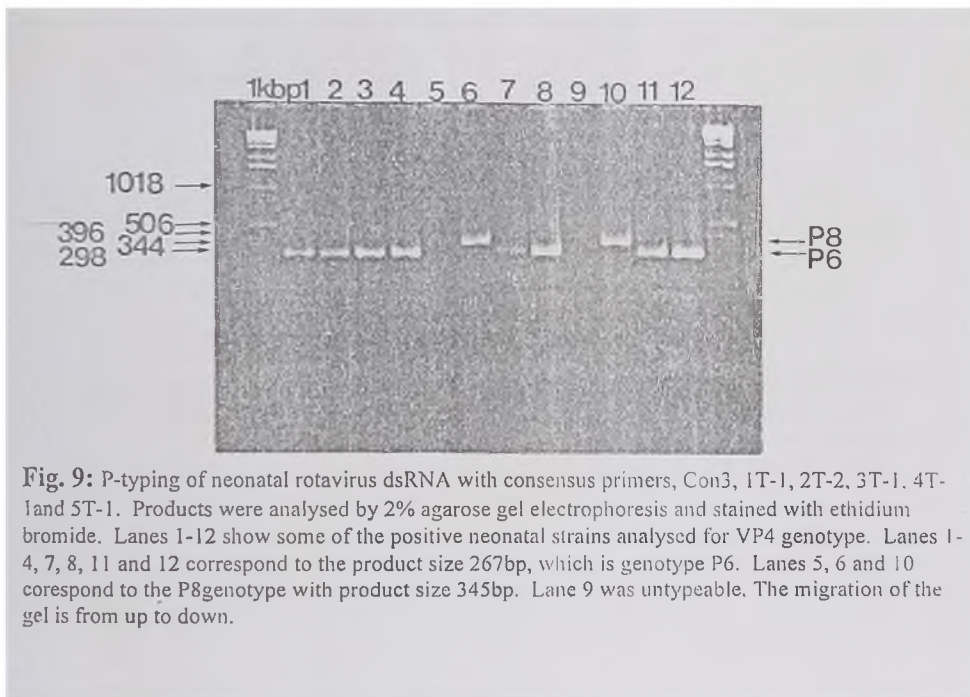 1kbp1 2 3 4 5 6 7 8 9 10 11 12
1018
506
396
344
298
P8
P6
Fig. 9: P-typing of neonatal rotavirus dsRNA with consensus primers, Con3, 1T-1, 2T-2, 3T-1. 4T-
1and 5T-1. Products were analysed by 2% agarose gel electrophoresis and stained with ethidium
bromide. Lanes 1-12 show some of the positive neonatal strains analysed for VP4 genotype. Lanes 1-
4, 7, 8, 11 and 12 correspond to the product size 267bp, which is genotype P6. Lanes 5, 6 and 10
corespond to the P8genotype with product size 345bp. Lane 9 was untypeable. The migration of the
gel is from up to down.